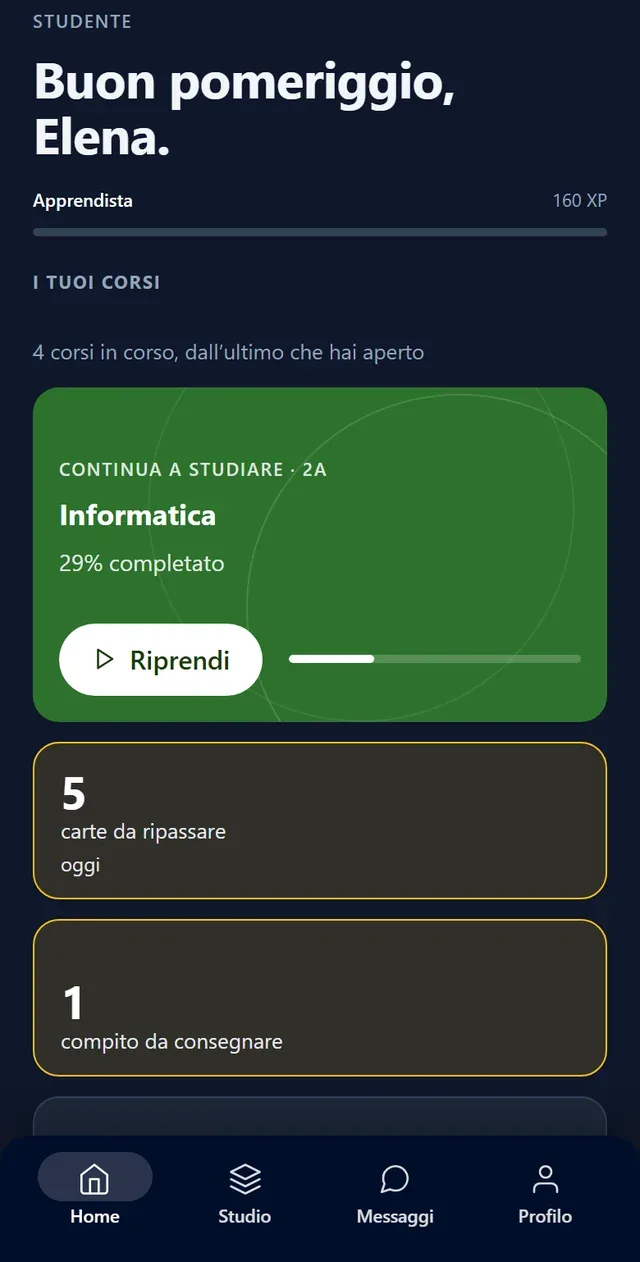 STUDENTE
Buon pomeriggio,
Elena.
Apprendista
160 XP
I TUOI CORSI
4 corsi in corso, dall’ultimo che hai aperto
CONTINUA A STUDIARE · 2A
Informatica
29% completato
Riprendi
5
carte da ripassare
oggi
1
compito da consegnare
Home
Studio
Messaggi
Profilo